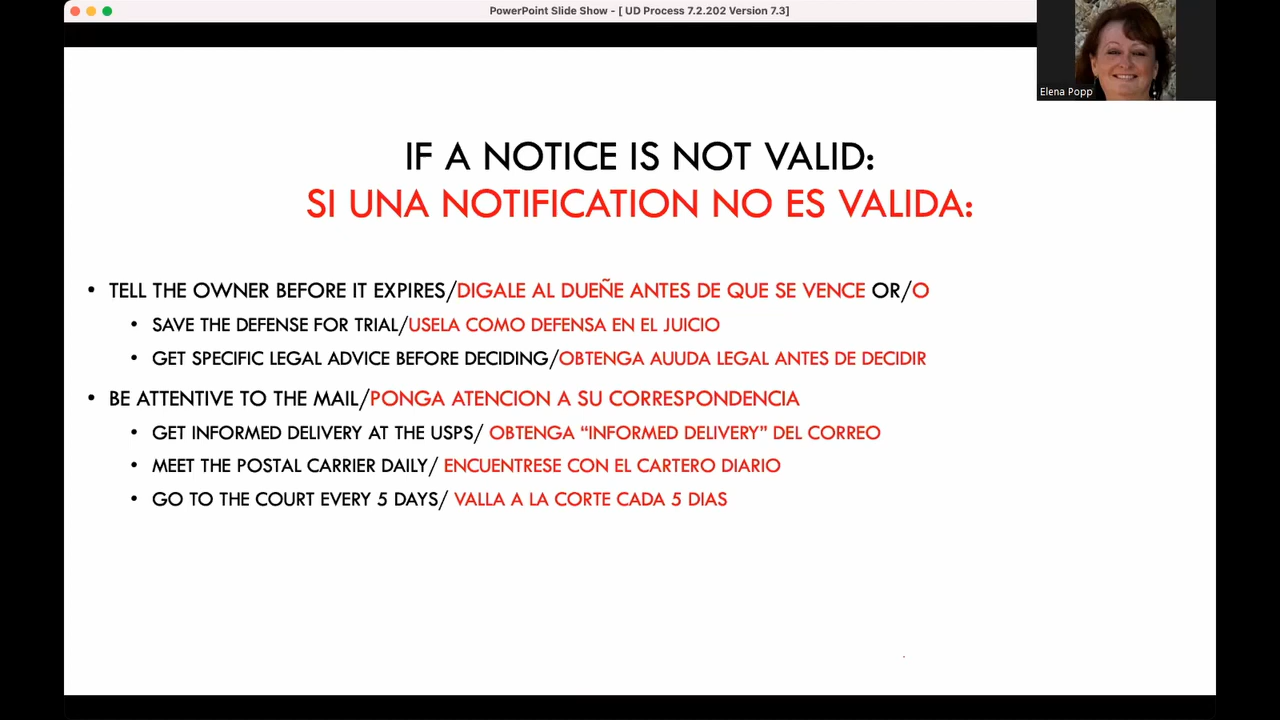 PowerPoint Slide Show - [ UD Process 7.2.202 Version 7.3]
Elena Popp
IF A NOTICE IS NOT VALID:
SI UNA NOTIFICATION NO ES VALIDA:
• TELL THE OWNER BEFORE IT EXPIRES/DIGALE AL DUEÑE ANTES DE QUE SE VENCE OR/O
• SAVE THE DEFENSE FOR TRIAL/USELA COMO DEFENSA EN EL JUICIO
• GET SPECIFIC LEGAL ADVICE BEFORE DECIDING/OBTENGA AUUDA LEGAL ANTES DE DECIDIR
• BE ATTENTIVE TO THE MAIL/PONGA ATENCION A SU CORRESPONDENCIA
• GET INFORMED DELIVERY AT THE USPS/ OBTENGA “INFORMED DELIVERY” DEL CORREO
• MEET THE POSTAL CARRIER DAILY/ ENCUENTRESE CON EL CARTERO DIARIO
• GO TO THE COURT EVERY 5 DAYS/ VALLA A LA CORTE CADA 5 DIAS